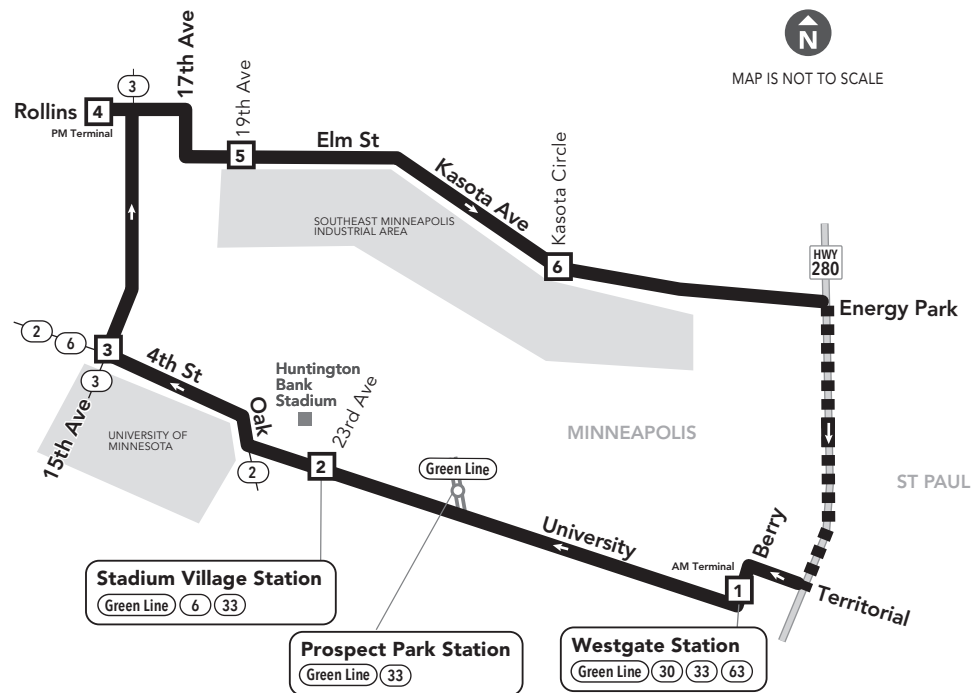 N
MAP IS NOT TO SCALE
17th Ave
3
Rollins
4
PM Terminal
19th Ave
5
Elm St
Kasota Ave
Kasota Circle
SOUTHEAST MINNEAPOLIS
INDUSTRIAL AREA
6
HWY
280
Energy Park
2
6
3
3
4th St
Huntington
Bank
Stadium
Oak
23rd Ave
15th Ave
UNIVERSITY OF
MINNESOTA
2
2
Green Line
MINNEAPOLIS
ST PAUL
University
Berry
AM Terminal
1
Territorial
Stadium Village Station
Green Line 6 33
Prospect Park Station
Green Line 33
Westgate Station
Green Line 30 33 63